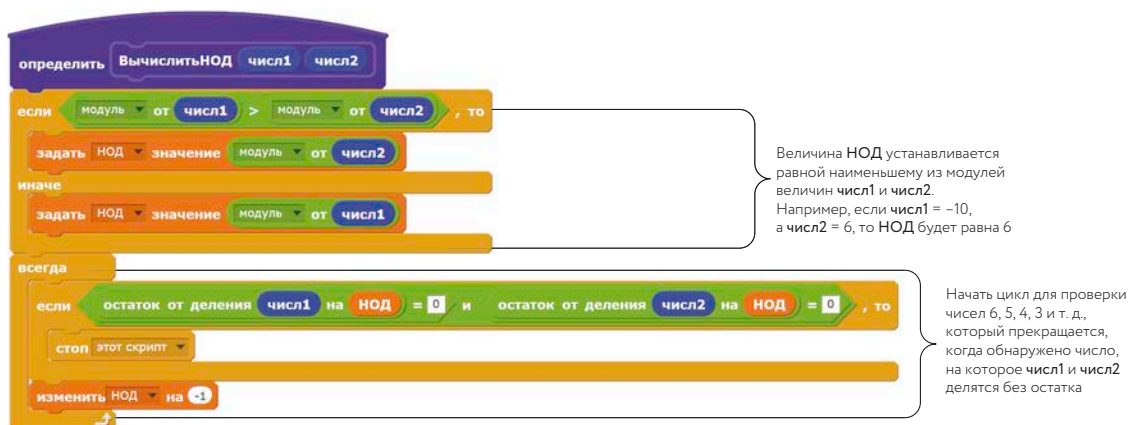 определить ВычислитьНОД числ1 числ2
если модуль от числ1 > модуль от числ2 , то
задать НОД значение модуль от числ2
иначе
задать НОД значение модуль от числ1
Величина НОД устанавливается
равной наименьшему из модулей
величин числ1 и числ2.
Например, если числ1 = –10,
а числ2 = 6, то НОД будет равна 6
всегда
если остаток от деления числ1 на НОД = 0 и остаток от деления числ2 на НОД = 0 , то
стоп этот скрипт
изменить НОД на -1
Начать цикл для проверки
чисел 6, 5, 4, 3 и т. д.,
который прекращается,
когда обнаружено число,
на которое числ1 и числ2
делятся без остатка